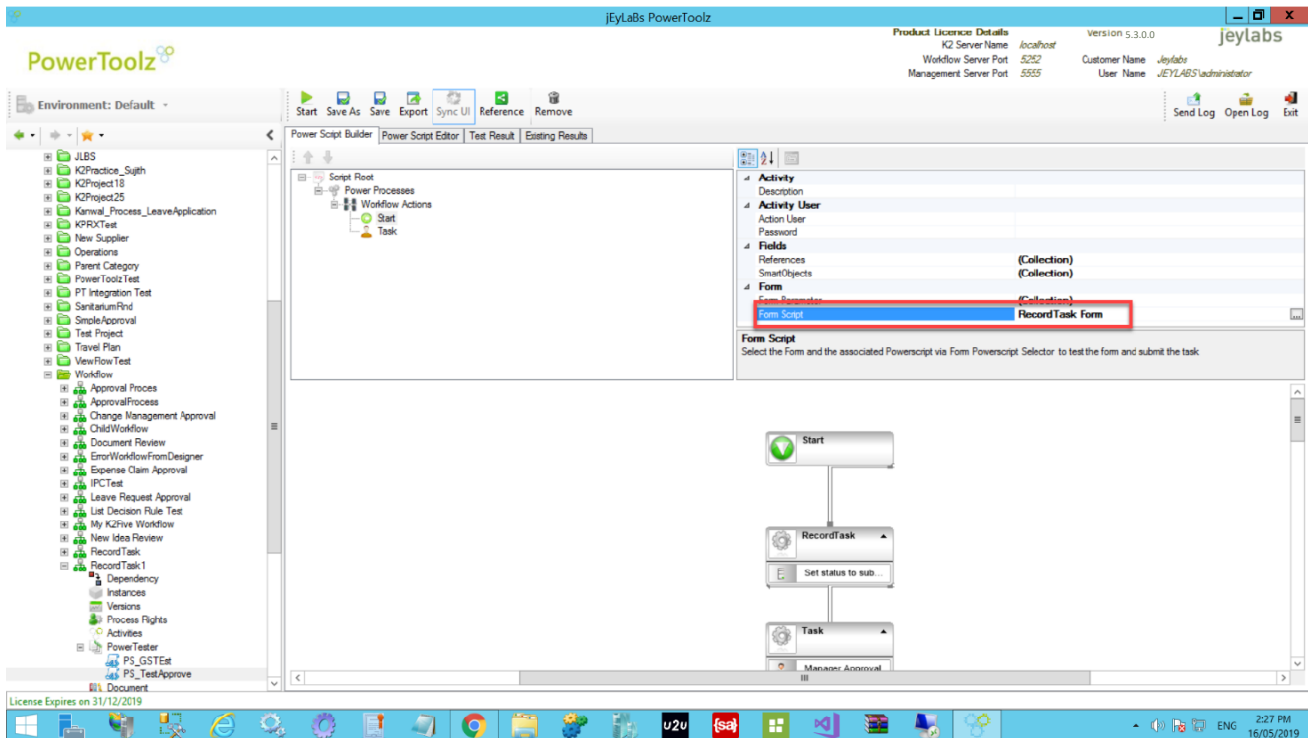 jEyLaBs PowerToolz
PowerToolz
Product Licence Details
K2 Server Name localhost
Workflow Server Port 5252
Management Server Port 5555
Version 5.3.0.0
Customer Name Jeylabs
User Name JEYLABS\administrator
jeylabs
Environment: Default
Start Save As Save Export Sync UI Reference Remove
Send Log Open Log Exit
Power Script Builder Power Script Editor Test Result Existing Results
JLBS
K2Practice_Sujith
K2Project18
K2Project25
Kanwal_Process_LeaveApplication
KPRXTest
New Supplier
Operations
Parent Category
PowerToolzTest
PT Integration Test
SanitariumRnd
SimpleApproval
Test Project
Travel Plan
ViewFlowTest
Workflow
Approval Proces
ApprovalProcess
Change Management Approval
ChildWorkflow
Document Review
ErrorWorkflowFromDesigner
Expense Claim Approval
IPCTest
Leave Request Approval
List Decision Rule Test
My K2Five Workflow
New Idea Review
RecordTask
RecordTask1
Dependency
Instances
Versions
Process Rights
Activities
PowerTester
PS_GSTEst
PS_TestApprove
Document
Script Root
Power Processes
Workflow Actions
Start
Task
Activity
Description
Activity User
Action User
Password
Fields
References (Collection)
SmartObjects (Collection)
Form
Form Parameter (Collection)
Form Script RecordTask Form ...
Form Script
Select the Form and the associated Powerscript via Form Poverscript Selector to test the form and submit the task
Start
RecordTask
Set status to sub...
Task
Manager Approval
License Expires on 31/12/2019
u2u
{sa}
ENG
2:27 PM
16/05/2019